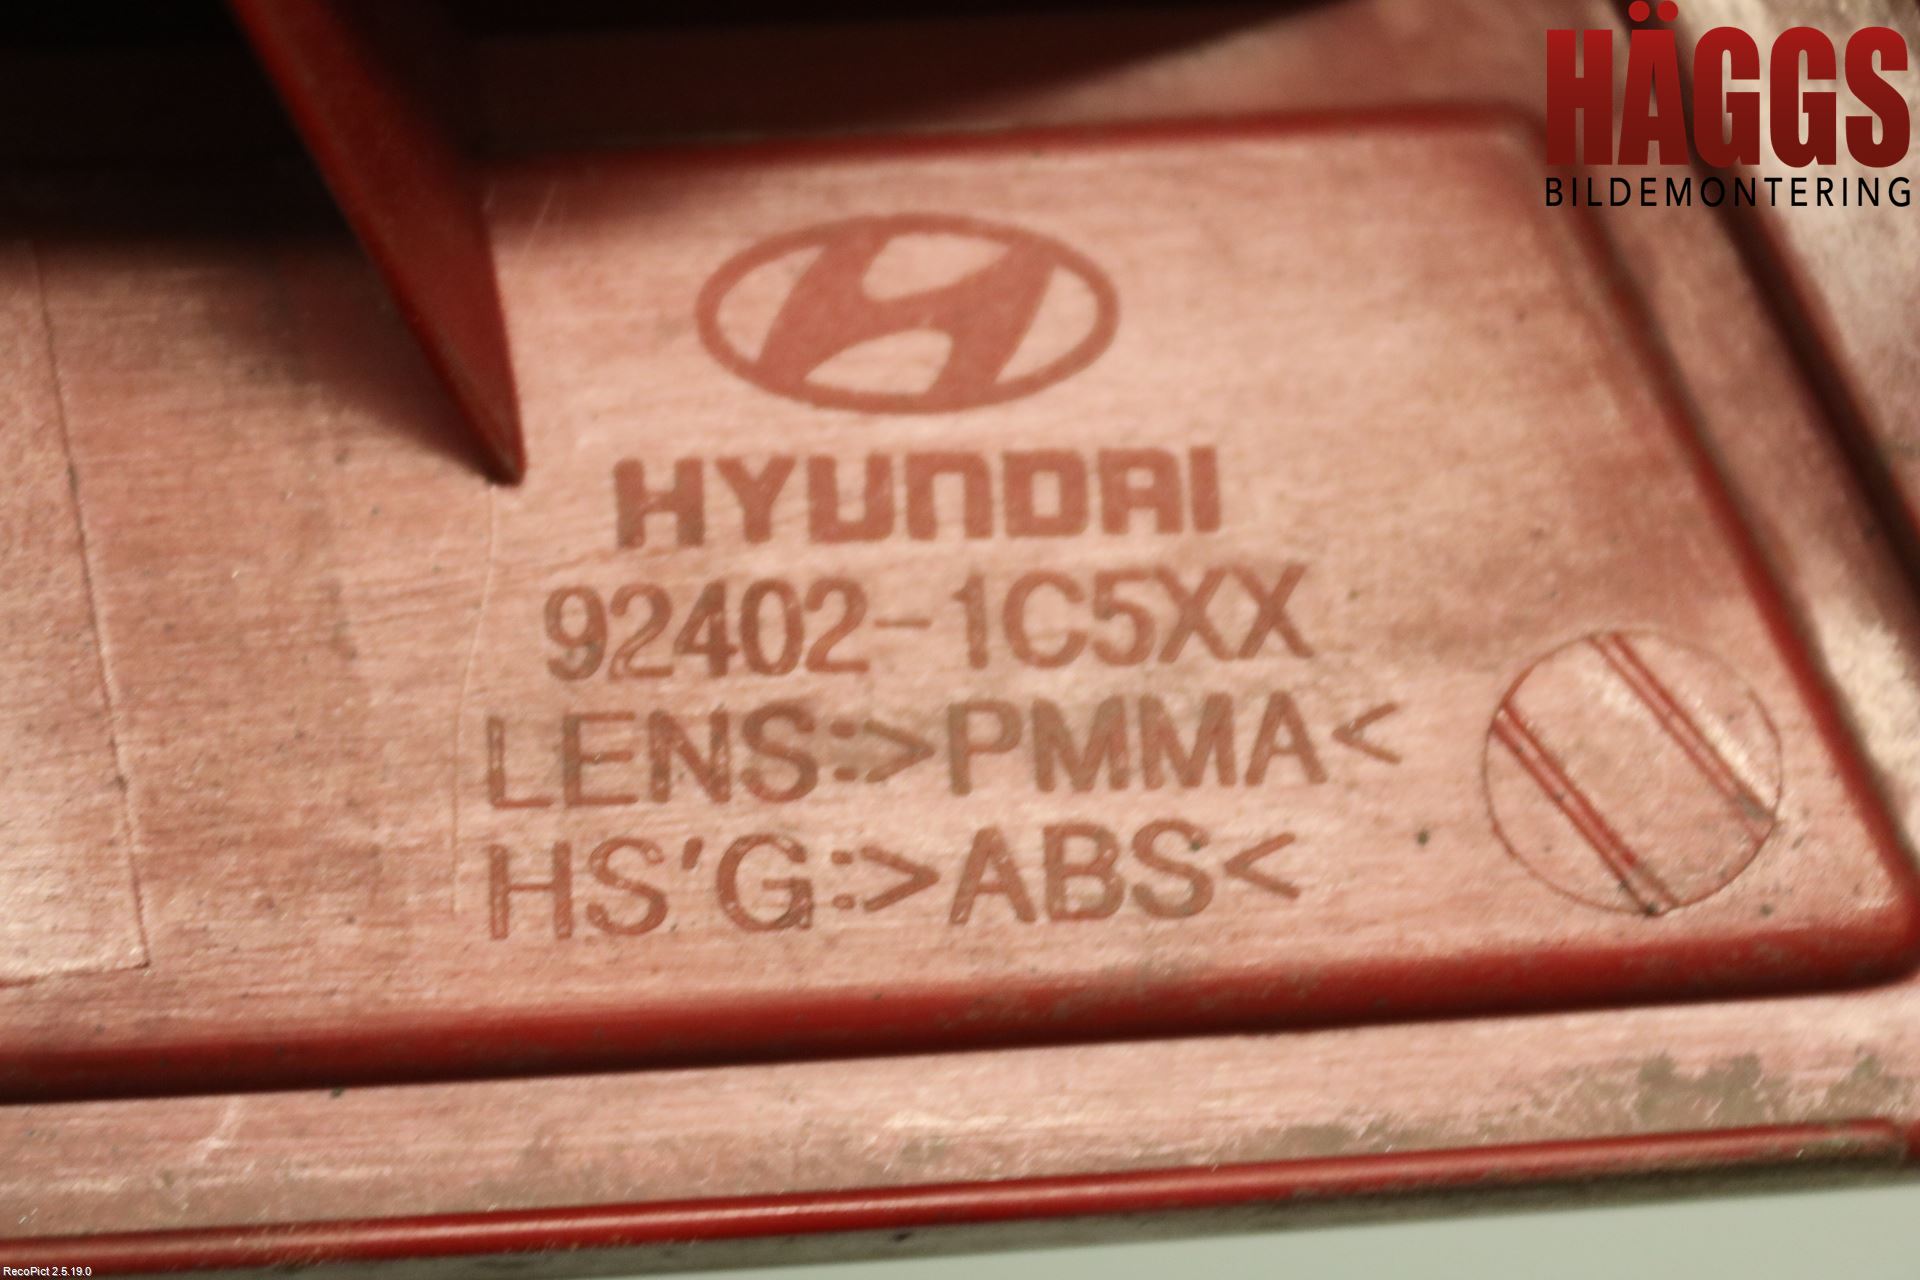 HÄGGS
BILDEMONTERING
HYUNDAI
92402-1C5XX
LENS:>PMMA<
HS'G:>ABS<
RecoPict 2.5.19.0